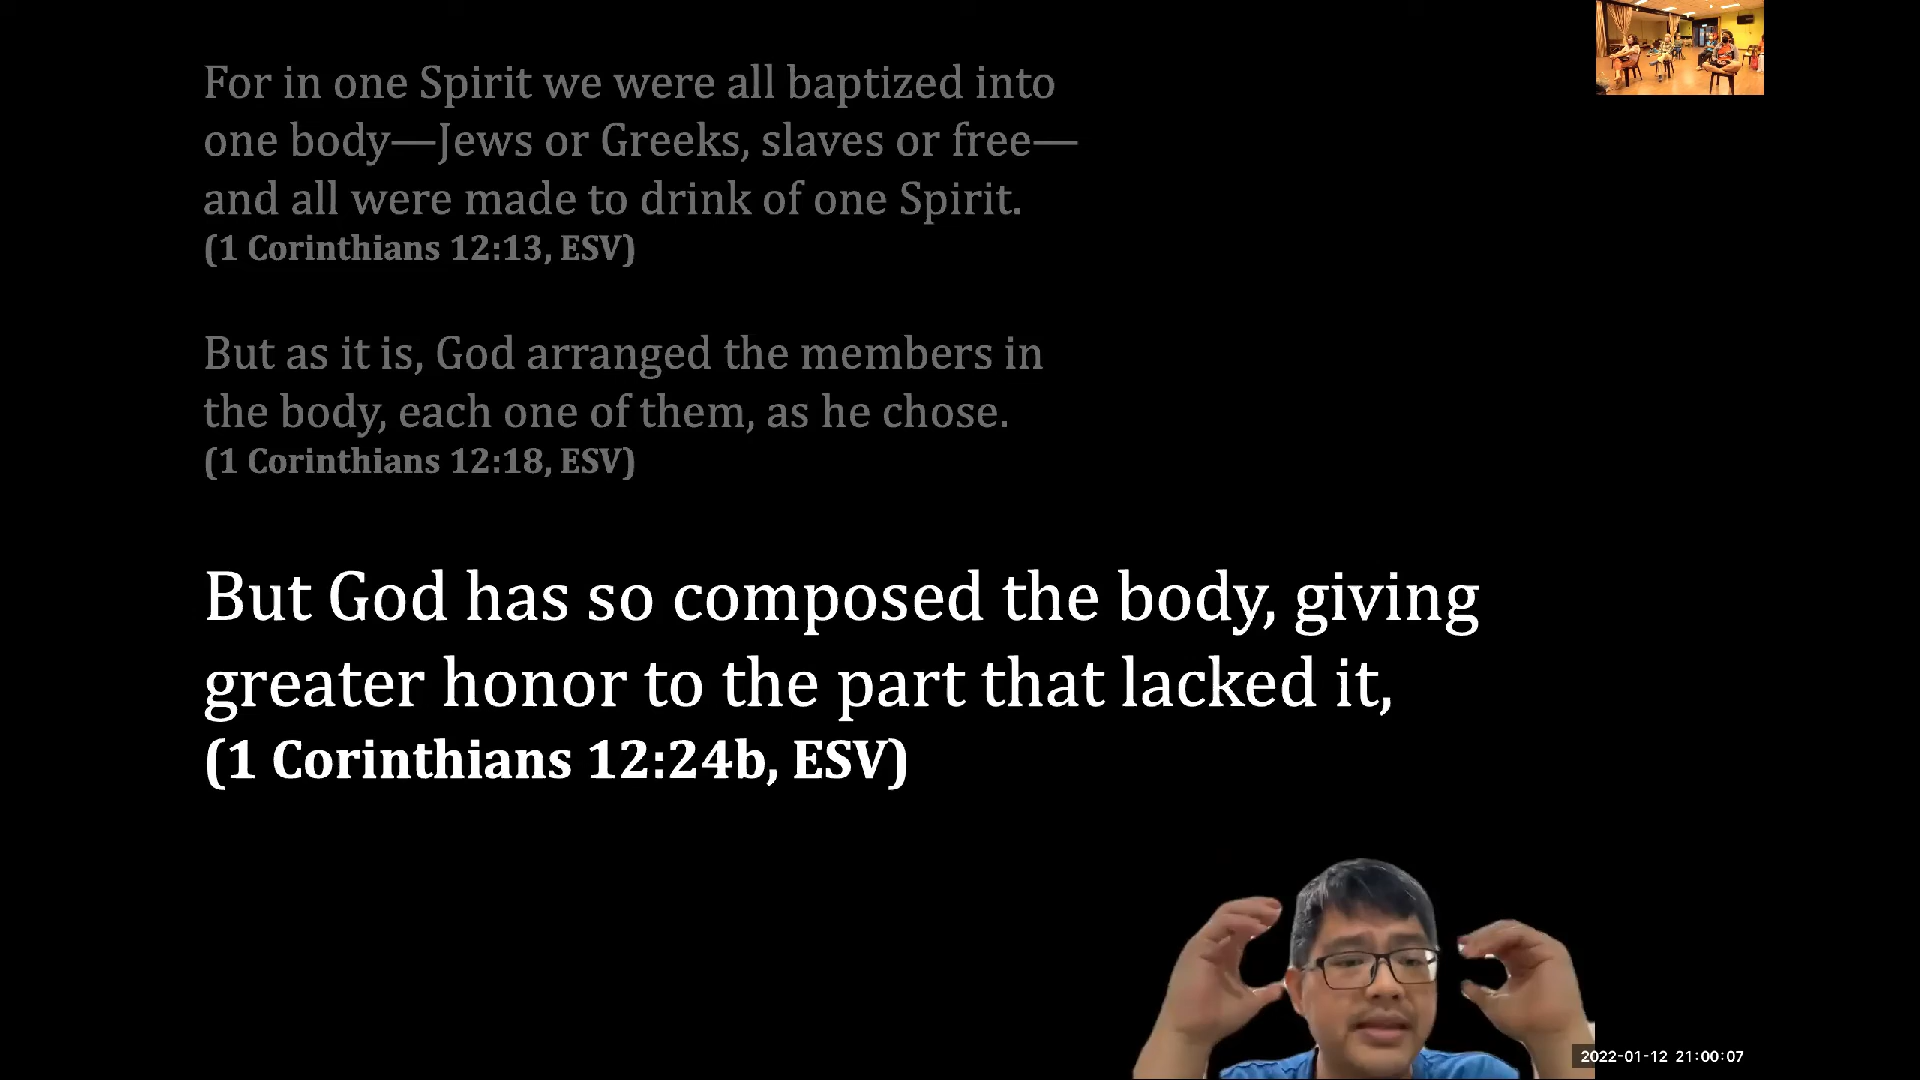 For in one Spirit we were all baptized into
one body—Jews or Greeks, slaves or free—
and all were made to drink of one Spirit.
(1 Corinthians 12:13, ESV)
But as it is, God arranged the members in
the body, each one of them, as he chose.
(1 Corinthians 12:18, ESV)
But God has so composed the body, giving
greater honor to the part that lacked it,
(1 Corinthians 12:24b, ESV)
2022-01-12 21:00:07